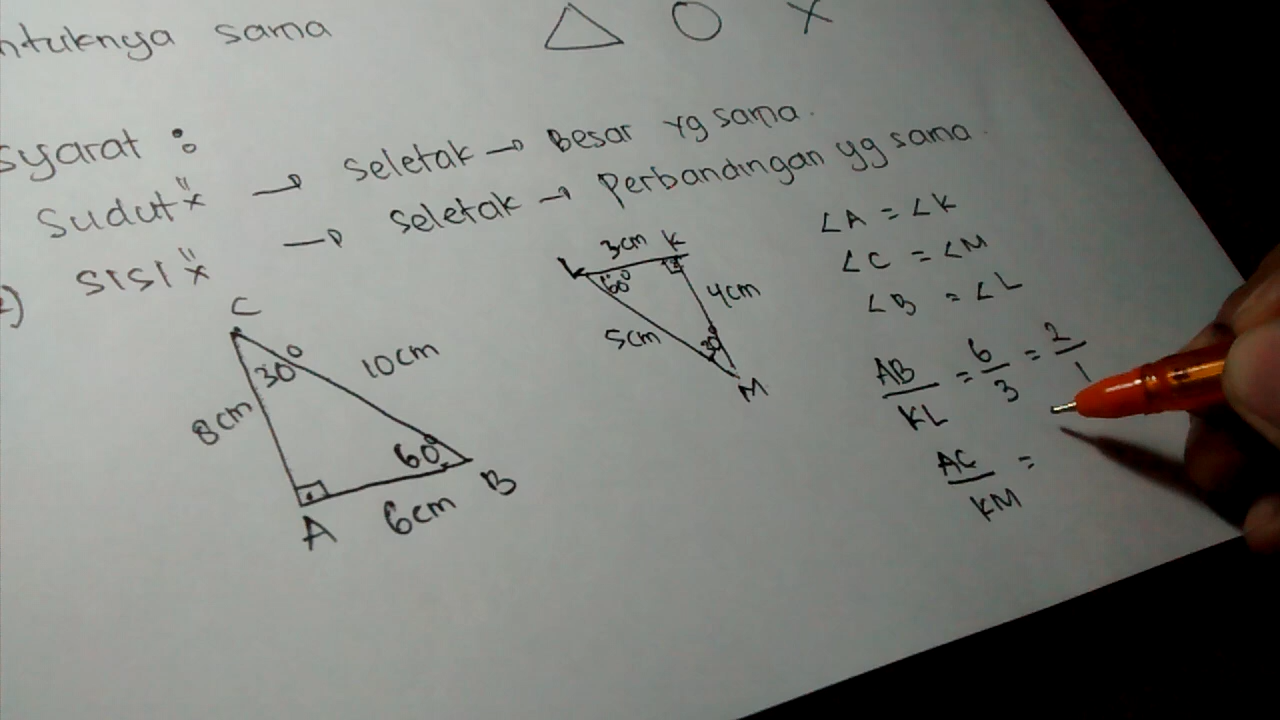 ntuknya sama
syarat :
Sudut"x → Seletak → Besar yg sama.
SISI"x → Seletak → Perbandingan yg sama.
C
30°
10cm
8cm
60°
B
A
6cm
3cm
K
L
60°
4cm
5cm
30°
M
∠A = ∠K
∠C = ∠M
∠B = ∠L
AB/KL = 6/3 = 2/1
AC/KM =